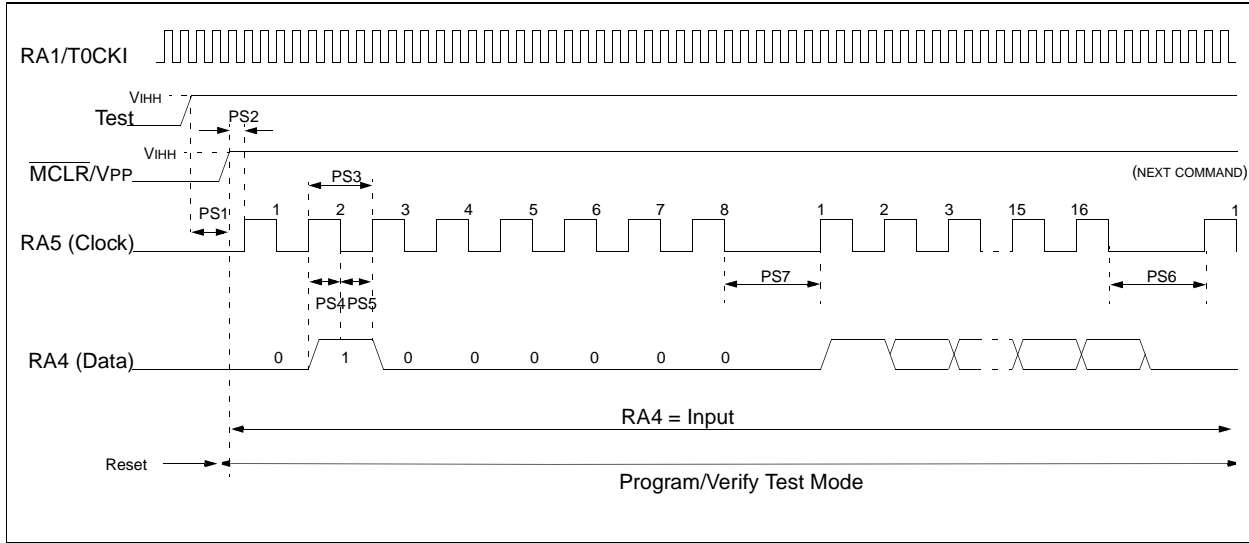 RA1/T0CKI
VIHH
Test
PS2
VIHH
MCLR/VPP
(NEXT COMMAND)
PS3
PS1
1 2 3 4 5 6 7 8 1 2 3 15 16 1
RA5 (Clock)
PS4 PS5
PS7
PS6
RA4 (Data)
0 1 0 0 0 0 0 0
RA4 = Input
Reset
Program/Verify Test Mode